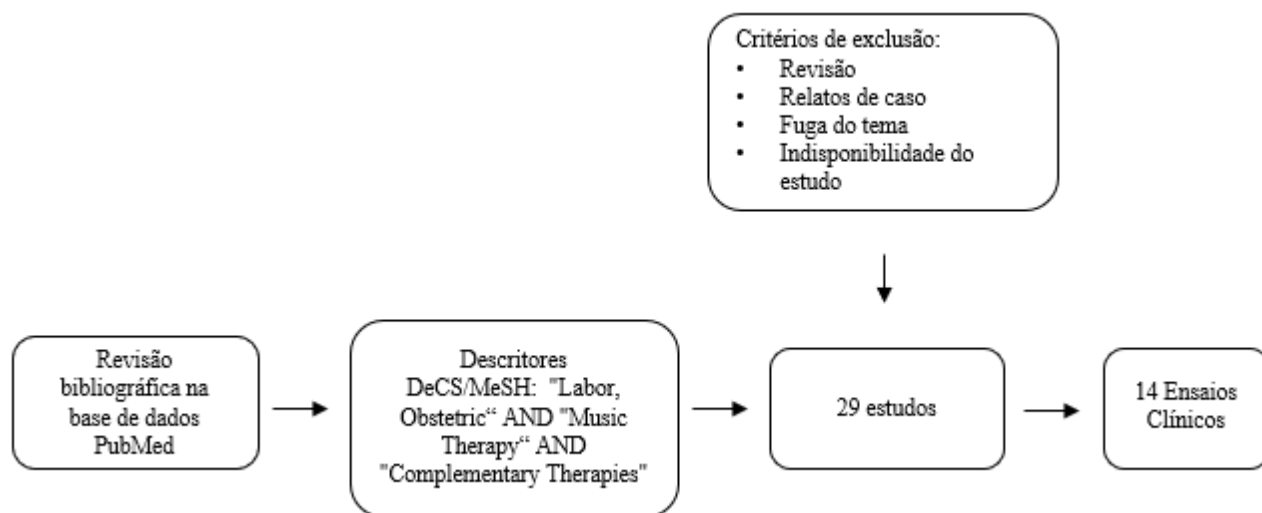 Critérios de exclusão:
• Revisão
• Relatos de caso
• Fuga do tema
• Indisponibilidade do
estudo
Revisão
bibliográfica na
base de dados
PubMed
Descritores
DeCS/MeSH: "Labor,
Obstetric“ AND "Music
Therapy“ AND
"Complementary Therapies"
29 estudos
14 Ensaios
Clínicos